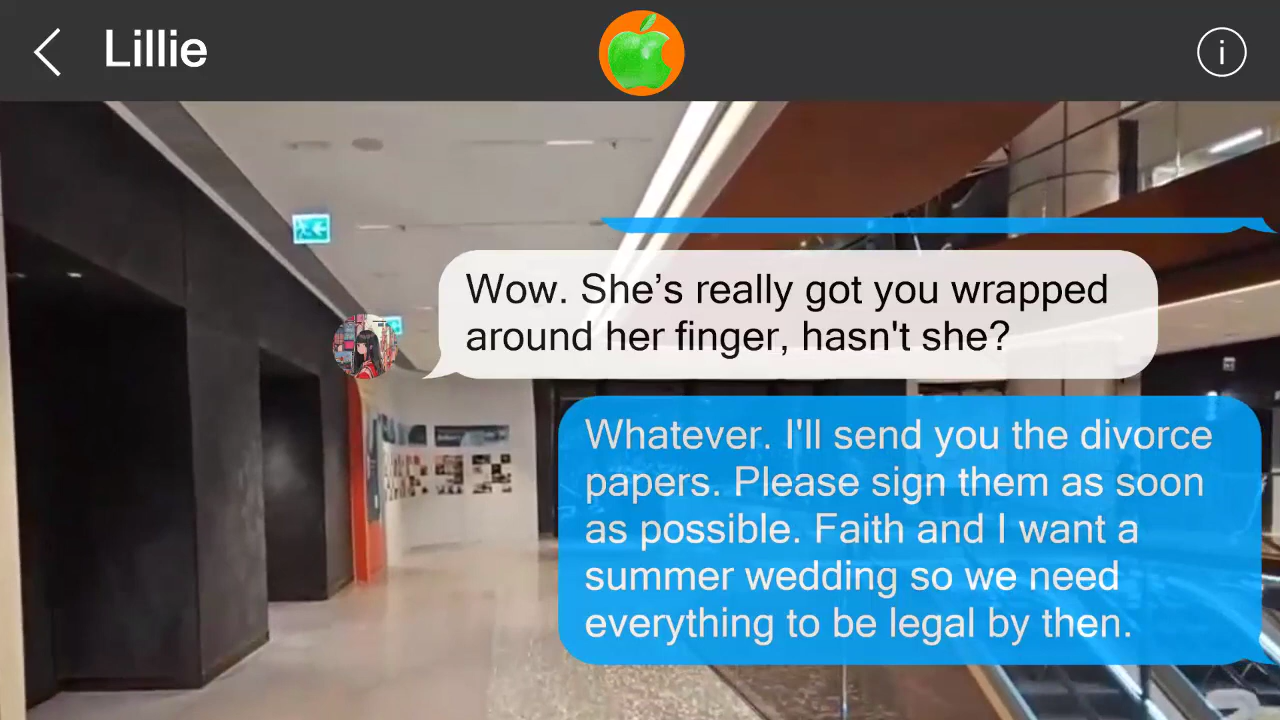 Lillie
i
Wow. She’s really got you wrapped
around her finger, hasn't she?
Whatever. I'll send you the divorce
papers. Please sign them as soon
as possible. Faith and I want a
summer wedding so we need
everything to be legal by then.